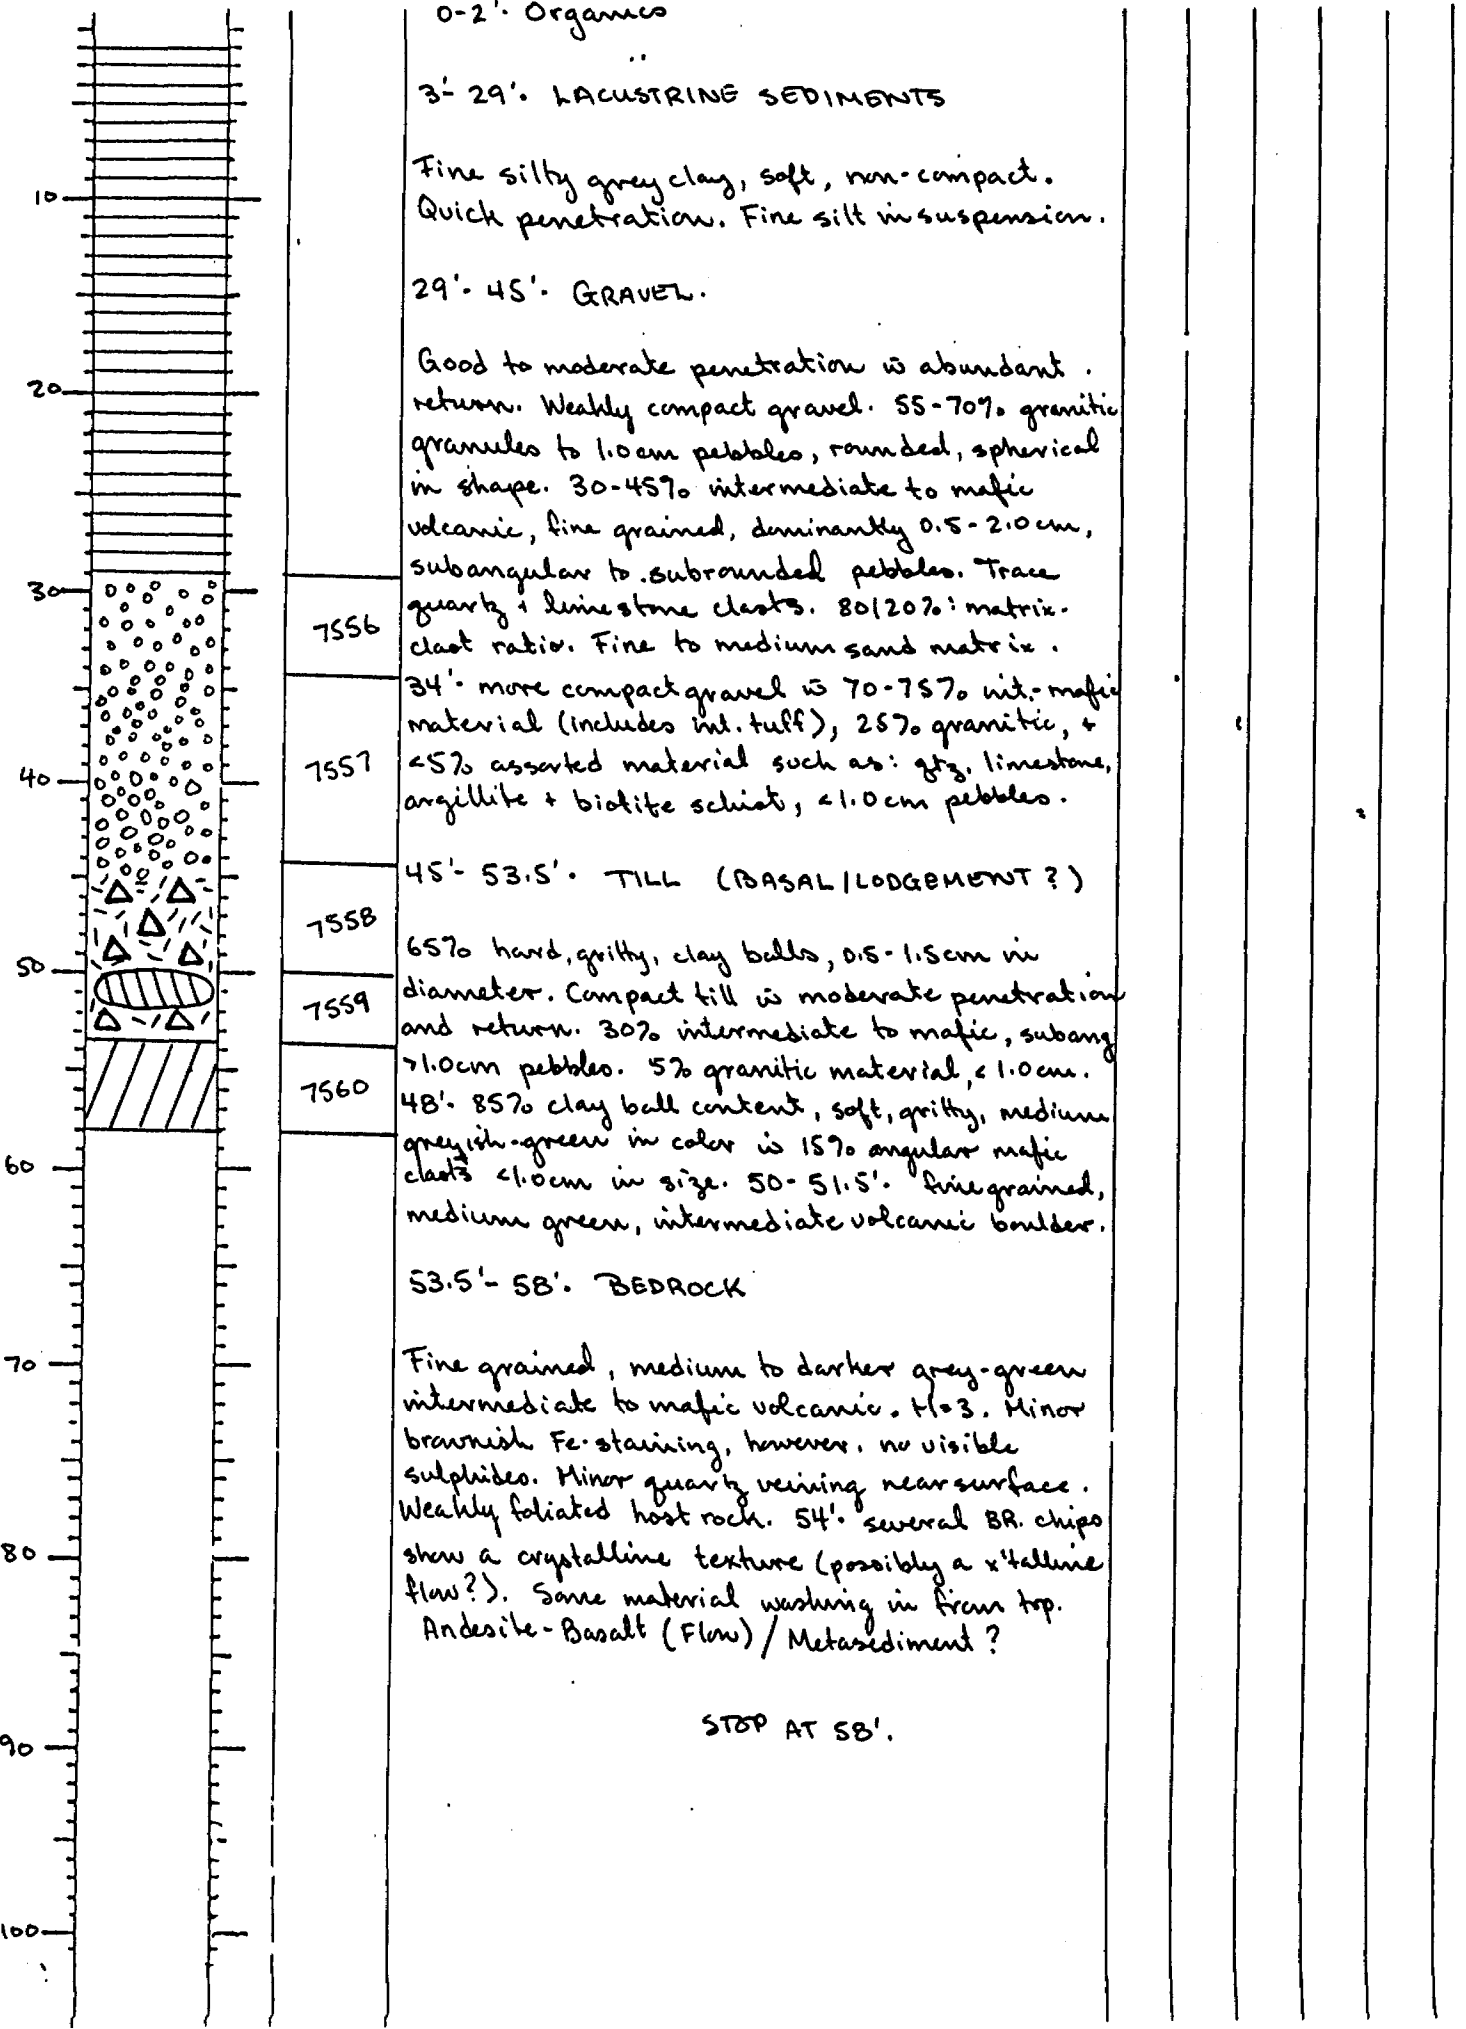 0-2'. Organics
3'- 29'. LACUSTRINE SEDIMENTS
Fine silty grey clay, soft, non-compact.
10
Quick penetration. Fine silt in suspension.
29'- 45'. GRAVEL.
Good to moderate penetration w̄ abundant
20
return. Weakly compact gravel. 55-70% granitic
granules to 1.0cm pebbles, rounded, spherical
in shape. 30-45% intermediate to mafic
volcanic, fine grained, dominantly 0.5-2.0cm,
subangular to subrounded pebbles. Trace
30
quartz + limestone clasts. 80/20%: matrix-
7556
clast ratio. Fine to medium sand matrix.
34'. more compact gravel w̄ 70-75% int.-mafic
material (includes int. tuff), 25% granitic, +
7557
<5% assorted material such as: qtz, limestone,
40
argillite + biotite schist, <1.0cm pebbles.
45'- 53.5'. TILL (BASAL/LODGEMENT?)
7558
65% hard, gritty, clay balls, 0.5-1.5cm in
50
diameter. Compact till w̄ moderate penetration
7559
and return. 30% intermediate to mafic, subang
>1.0cm pebbles. 5% granitic material, <1.0cm.
7560
48'. 85% clay ball content, soft, gritty, medium
greyish-green in color w̄ 15% angular mafic
60
clasts <1.0cm in size. 50-51.5'. fine grained,
medium green, intermediate volcanic boulder.
53.5'- 58'. BEDROCK
70
Fine grained, medium to darker grey-green
intermediate to mafic volcanic. H=3. Minor
brownish Fe-staining, however, no visible
sulphides. Minor quartz veining near surface.
Weakly foliated host rock. 54'. several BR. chips
80
show a crystalline texture (possibly a x'talline
flow?). Some material washing in from top.
Andesite-Basalt (Flow) / Metasediment?
STOP AT 58'.
90
100